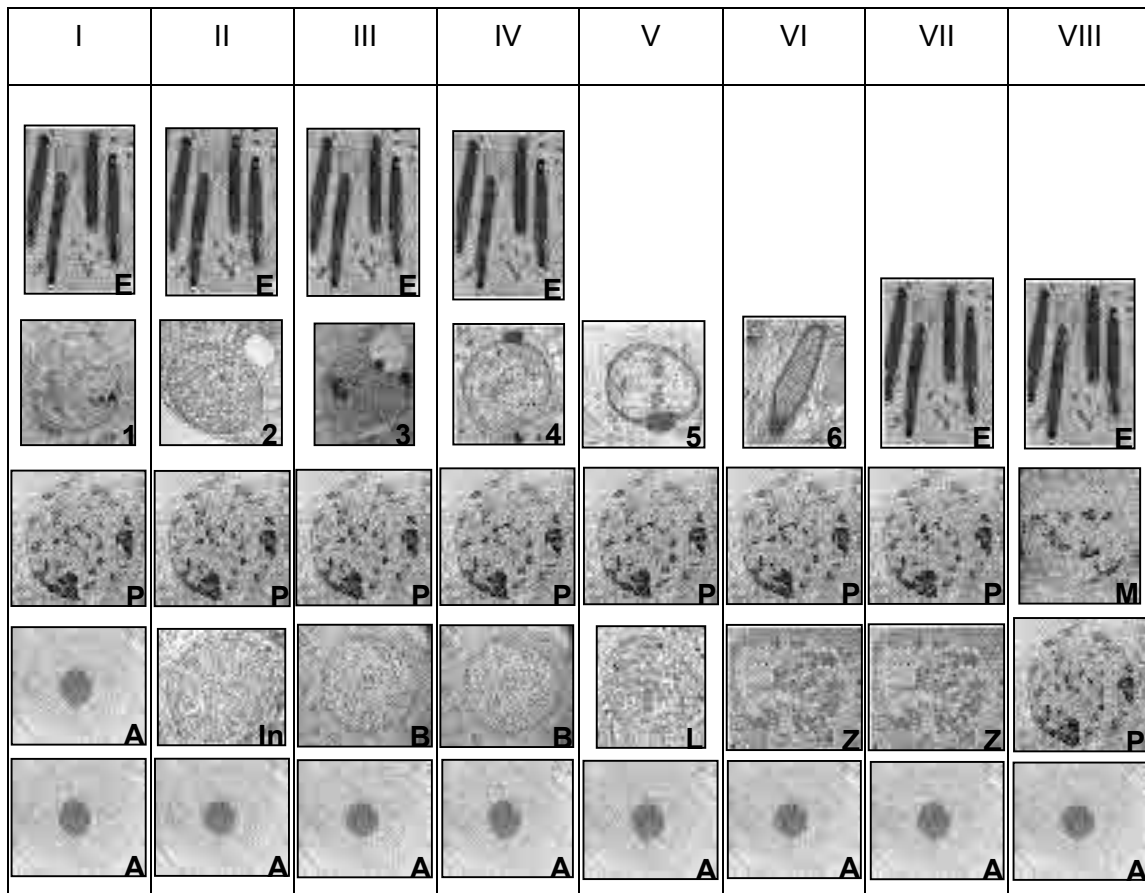 I II III IV V VI VII VIII
E E E E
1 2 3 4 5 6 E E
P P P P P P P M
A In B B L Z Z P
A A A A A A A A